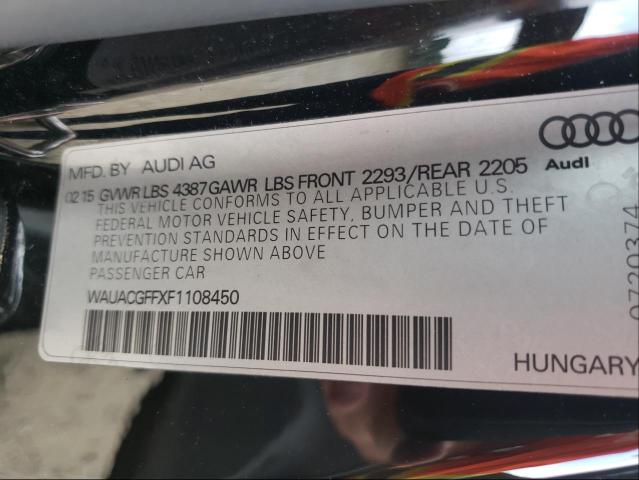 MFD. BY AUDI AG
02 15 GVWR LBS 4387 GAWR LBS FRONT 2293/REAR 2205
THIS VEHICLE CONFORMS TO ALL APPLICABLE U.S.
FEDERAL MOTOR VEHICLE SAFETY, BUMPER AND THEFT
PREVENTION STANDARDS IN EFFECT ON THE DATE OF
MANUFACTURE SHOWN ABOVE
PASSENGER CAR
WAUACGFFXF1108450
Audi
HUNGARY